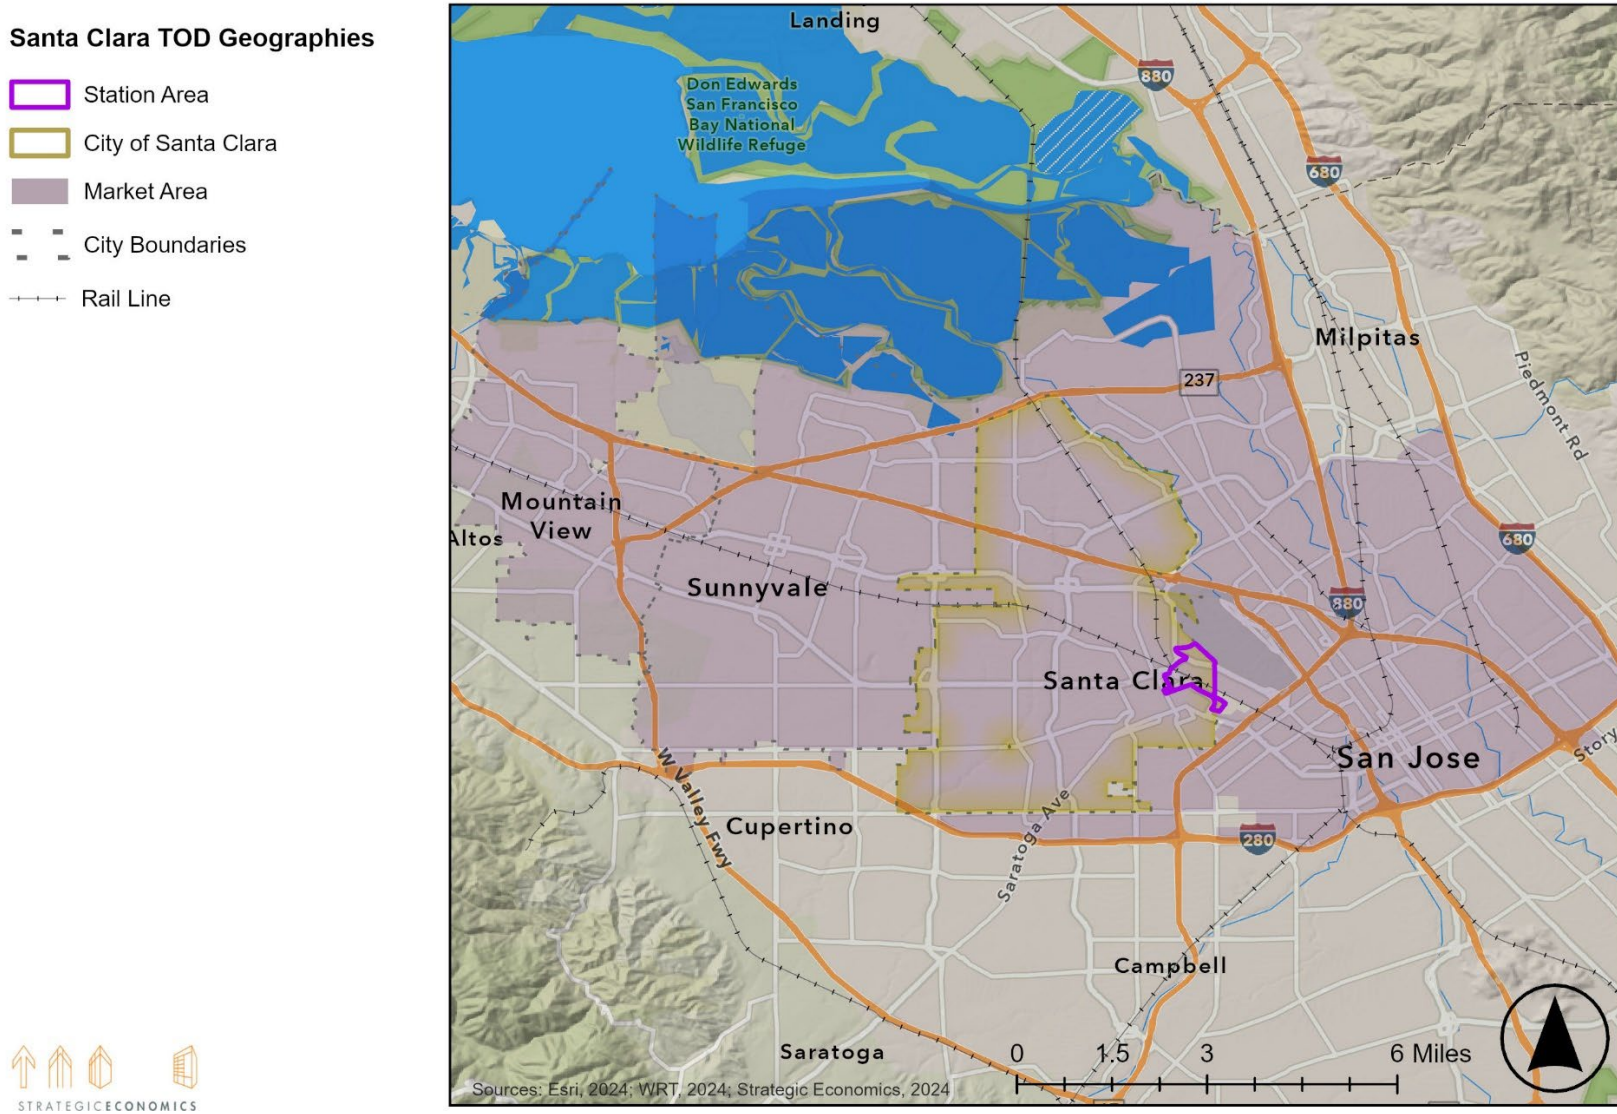 Santa Clara TOD Geographies
Station Area
City of Santa Clara
Market Area
City Boundaries
Rail Line
STRATEGICECONOMICS
Landing
Don Edwards
San Francisco
Bay National
Wildlife Refuge
880
680
Milpitas
237
Piedmont Rd
Mountain
View
Altos
680
Sunnyvale
880
Santa Clara
San Jose
Story
W Valley Fwy
Cupertino
Saratoga Ave
280
Campbell
Saratoga
0 1.5 3 6 Miles
Sources: Esri, 2024; WRT, 2024; Strategic Economics, 2024